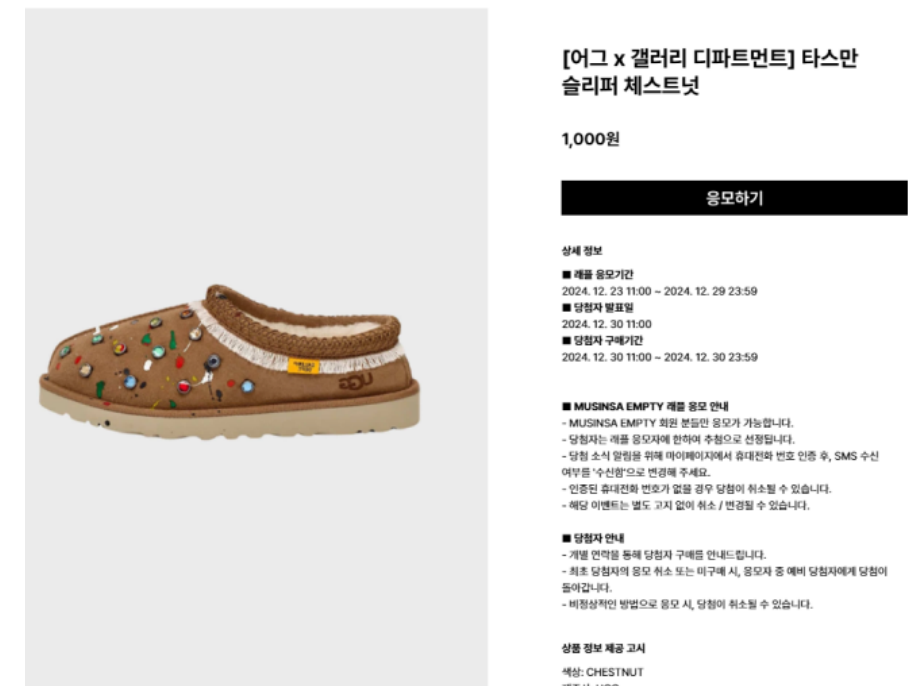 [어그 x 갤러리 디파트먼트] 타스만
슬리퍼 체스트넛
1,000원
응모하기
상세 정보
■ 래플 응모기간
2024. 12. 23 11:00 ~ 2024. 12. 29 23:59
■ 당첨자 발표일
2024. 12. 30 11:00
■ 당첨자 구매기간
2024. 12. 30 11:00 ~ 2024. 12. 30 23:59
■ MUSINSA EMPTY 래플 응모 안내
- MUSINSA EMPTY 회원 분들만 응모가 가능합니다.
- 당첨자는 래플 응모자에 한하여 추첨으로 선정됩니다.
- 당첨 소식 알림을 위해 마이페이지에서 휴대전화 번호 인증 후, SMS 수신
여부를 '수신함'으로 변경해 주세요.
- 인증된 휴대전화 번호가 없을 경우 당첨이 취소될 수 있습니다.
- 해당 이벤트는 별도 고지 없이 취소 / 변경될 수 있습니다.
■ 당첨자 안내
- 개별 연락을 통해 당첨자 구매를 안내드립니다.
- 최초 당첨자의 응모 취소 또는 미구매 시, 응모자 중 예비 당첨자에게 당첨이
돌아갑니다.
- 비정상적인 방법으로 응모 시, 당첨이 취소될 수 있습니다.
상품 정보 제공 고시
색상: CHESTNUT
UGG